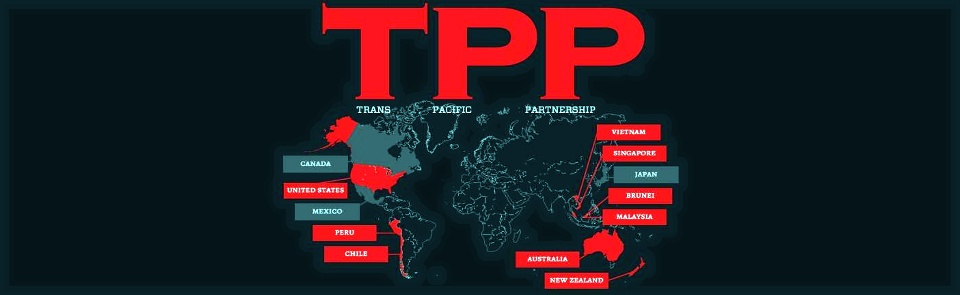 TPP
TRANS PACIFIC PARTNERSHIP
CANADA
UNITED STATES
MEXICO
PERU
CHILE
VIETNAM
SINGAPORE
JAPAN
BRUNEI
MALAYSIA
AUSTRALIA
NEW ZEALAND